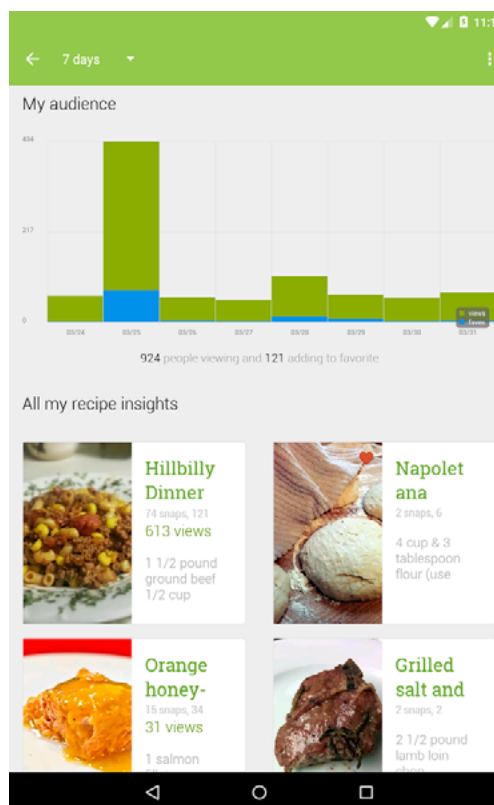 11:1
7 days
My audience
434
217
0
03/24 03/25 03/26 03/27 03/28 03/29 03/30 03/31
views
faves
924 people viewing and 121 adding to favorite
All my recipe insights
Hillbilly
Dinner
74 snaps, 121
613 views
1 1/2 pound
ground beef
1/2 cup
Napolet
ana
2 snaps, 6
4 cup & 3
tablespoon
flour (use
Orange
honey-
15 snaps, 34
31 views
1 salmon
Grilled
salt and
2 snaps, 2
2 1/2 pound
lamb loin
chop